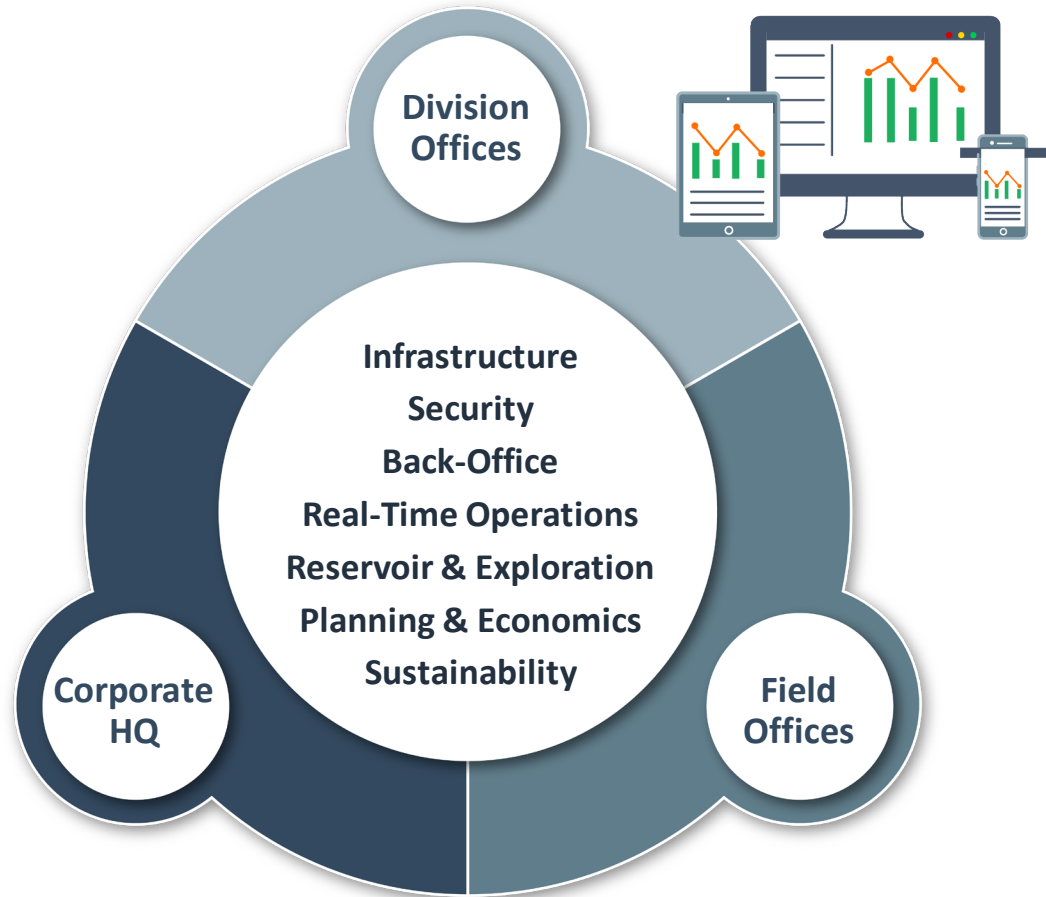 Division
Offices
Infrastructure
Security
Back-Office
Real-Time Operations
Reservoir & Exploration
Planning & Economics
Sustainability
Corporate
HQ
Field
Offices